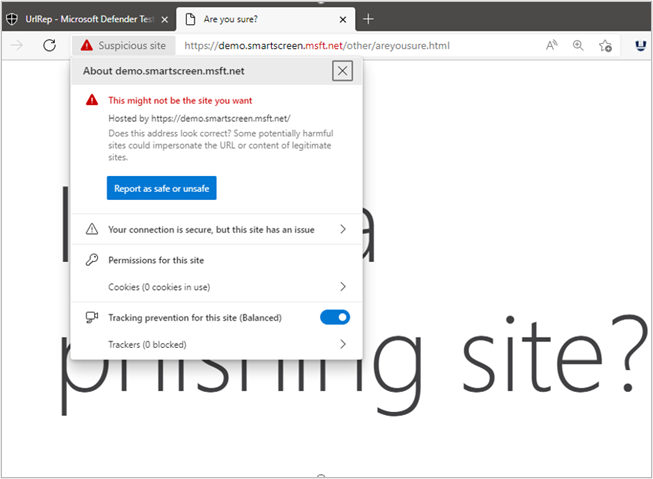 UrlRep - Microsoft Defender Test
Are you sure?
Suspicious site
https://demo.smartscreen.msft.net/other/areyousure.html
About demo.smartscreen.msft.net
This might not be the site you want
Hosted by https://demo.smartscreen.msft.net/
Does this address look correct? Some potentially harmful
sites could impersonate the URL or content of legitimate
sites.
Report as safe or unsafe
Your connection is secure, but this site has an issue
Permissions for this site
Cookies (0 cookies in use)
Tracking prevention for this site (Balanced)
Trackers (0 blocked)
a
phishing site?